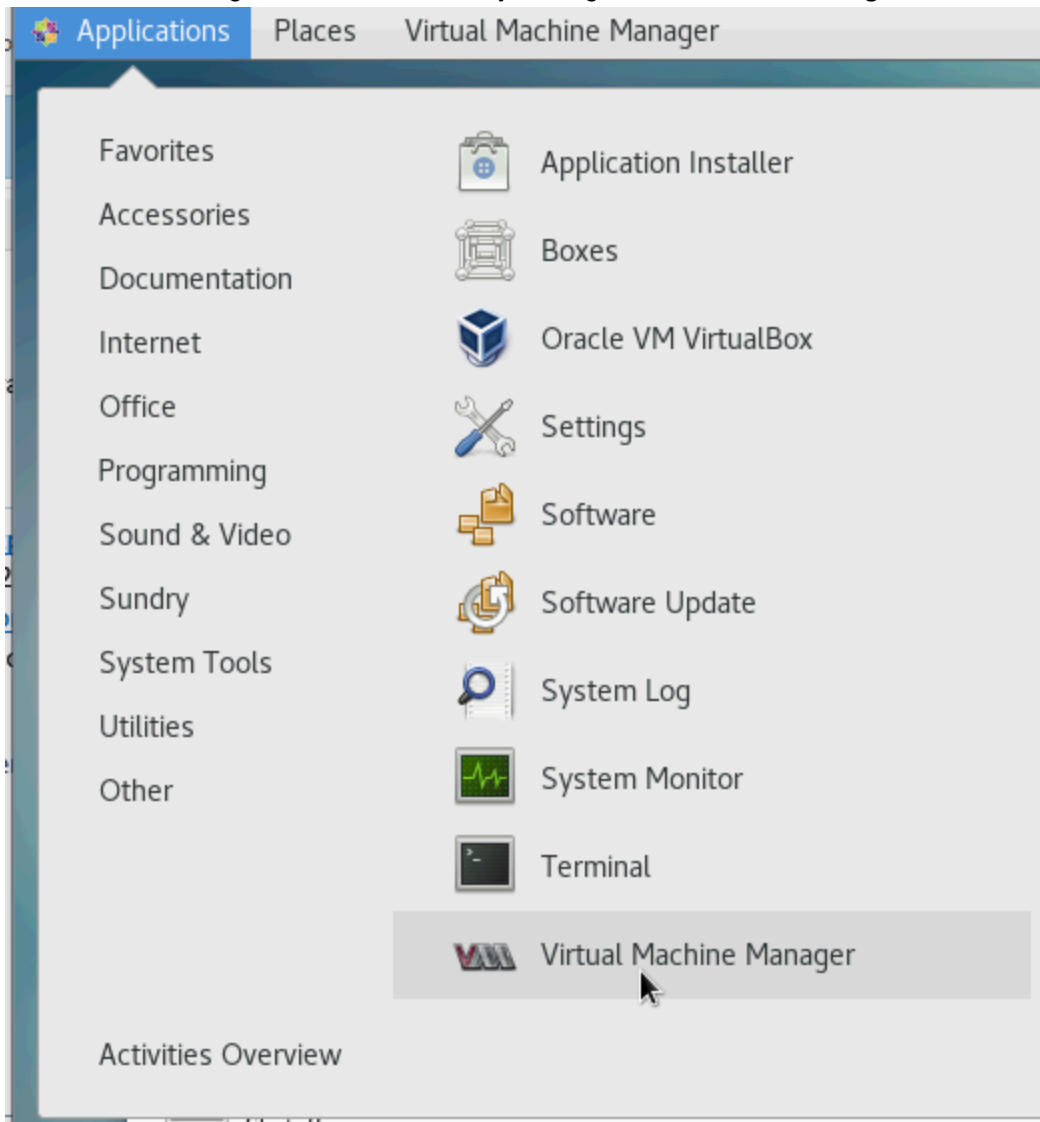 Applications Places Virtual Machine Manager
Favorites
Accessories
Documentation
Internet
Office
Programming
Sound & Video
Sundry
System Tools
Utilities
Other
Activities Overview
Application Installer
Boxes
Oracle VM VirtualBox
Settings
Software
Software Update
System Log
System Monitor
Terminal
Virtual Machine Manager